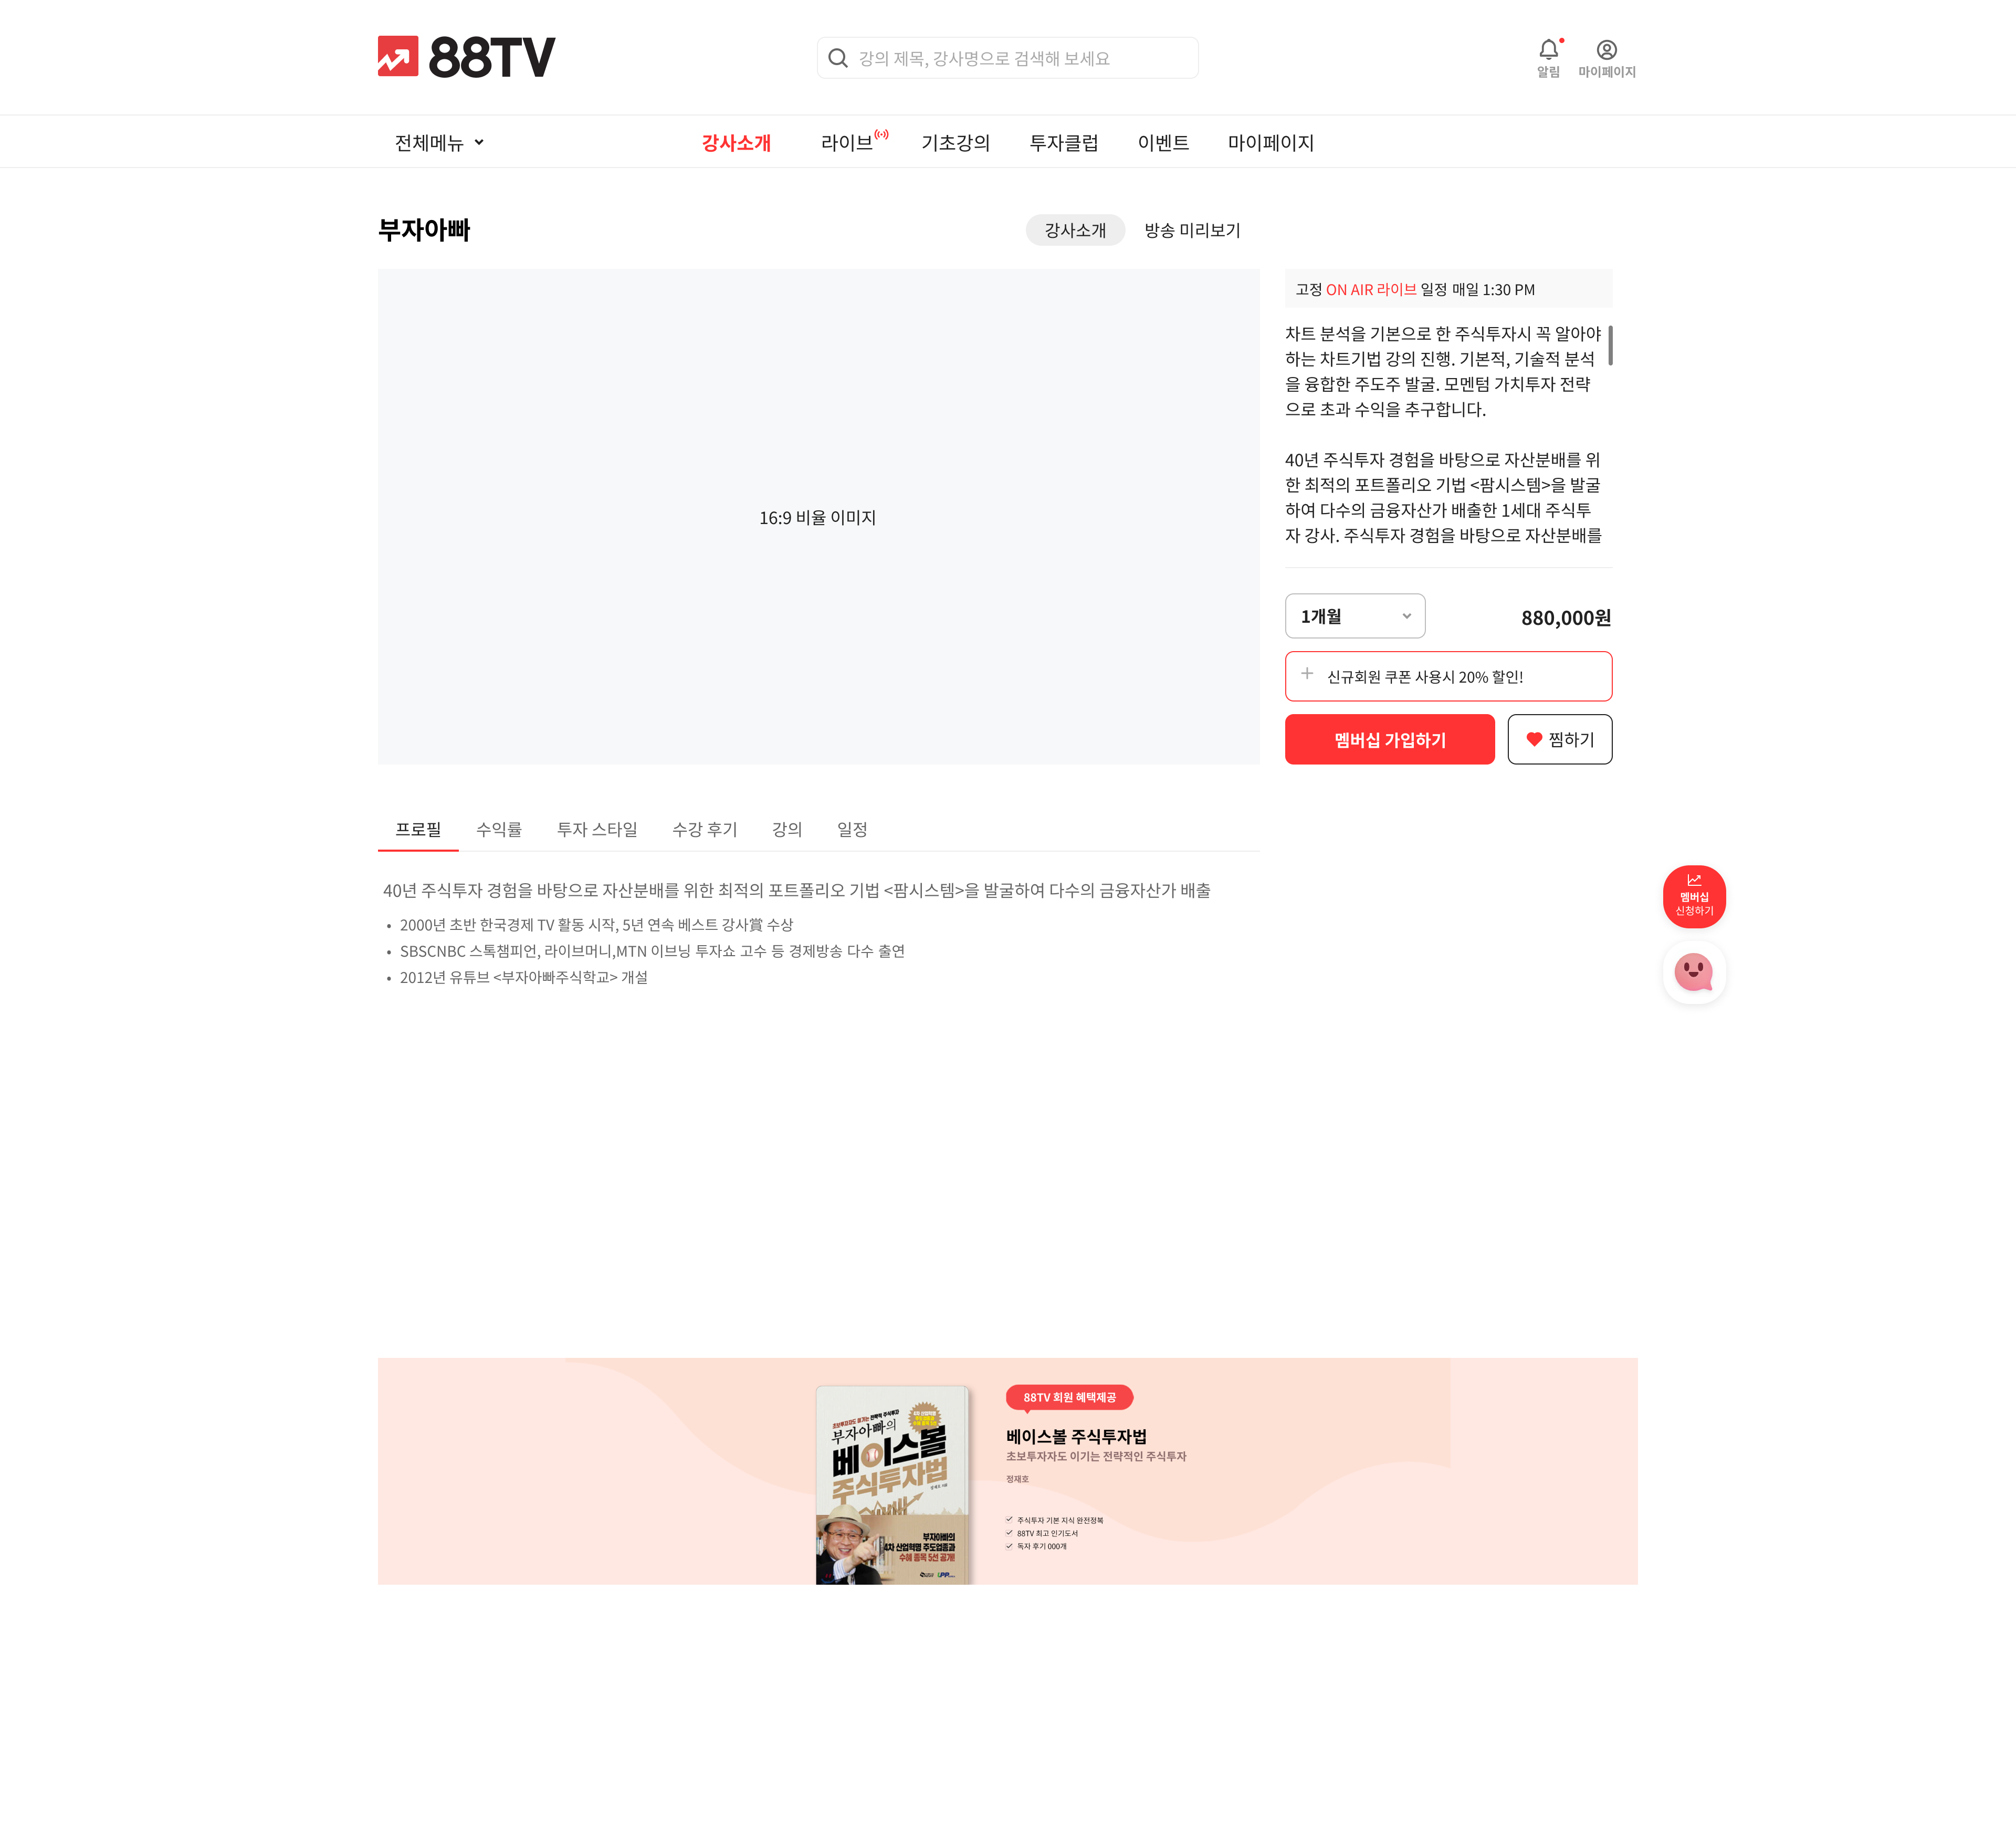 88TV
강의 제목, 강사명으로 검색해 보세요
알림
마이페이지
전체메뉴
강사소개
라이브
기초강의
투자클럽
이벤트
마이페이지
부자아빠
강사소개
방송 미리보기
16:9 비율 이미지
고정 ON AIR 라이브 일정 매일 1:30 PM
차트 분석을 기본으로 한 주식투자시 꼭 알아야
하는 차트기법 강의 진행. 기본적, 기술적 분석
을 융합한 주도주 발굴. 모멘텀 가치투자 전략
으로 초과 수익을 추구합니다.
40년 주식투자 경험을 바탕으로 자산분배를 위
한 최적의 포트폴리오 기법 <팜시스템>을 발굴
하여 다수의 금융자산가 배출한 1세대 주식투
자 강사. 주식투자 경험을 바탕으로 자산분배를
1개월
880,000원
신규회원 쿠폰 사용시 20% 할인!
멤버십 가입하기
찜하기
프로필
수익률
투자 스타일
수강 후기
강의
일정
40년 주식투자 경험을 바탕으로 자산분배를 위한 최적의 포트폴리오 기법 <팜시스템>을 발굴하여 다수의 금융자산가 배출
• 2000년 초반 한국경제 TV 활동 시작, 5년 연속 베스트 강사賞 수상
• SBSCNBC 스톡챔피언, 라이브머니,MTN 이브닝 투자쇼 고수 등 경제방송 다수 출연
• 2012년 유튜브 <부자아빠주식학교> 개설
멤버십
신청하기
초보투자자도 이기는 전략적 주식투자
부자아빠의
베이스볼
주식투자법
정재호 지음
부자아빠의
4차 산업혁명 주도업종과
수혜 종목 5선 공개!
88TV 회원 혜택제공
베이스볼 주식투자법
초보투자자도 이기는 전략적인 주식투자
정재호
주식투자 기본 지식 완전정복
88TV 최고 인기도서
독자 후기 000개